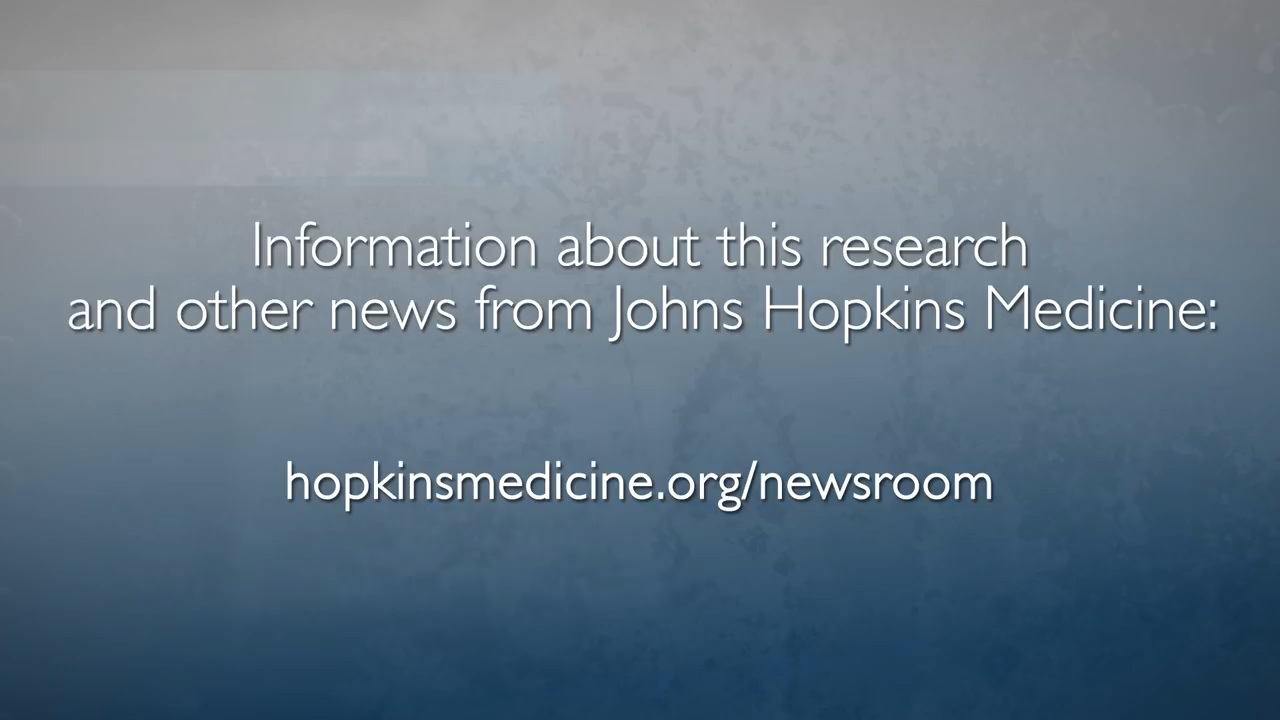 Information about this research
and other news from Johns Hopkins Medicine:
hopkinsmedicine.org/newsroom